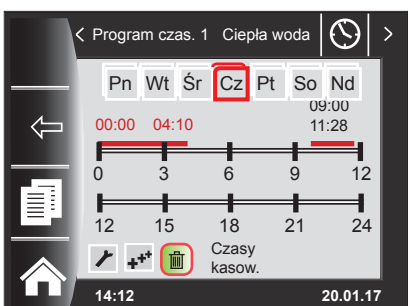 Program czas. 1 Ciepła woda
Pn Wt Śr Cz Pt So Nd
09:00
00:00 04:10 11:28
0 3 6 9 12
12 15 18 21 24
Czasy
kasow.
14:12 20.01.17